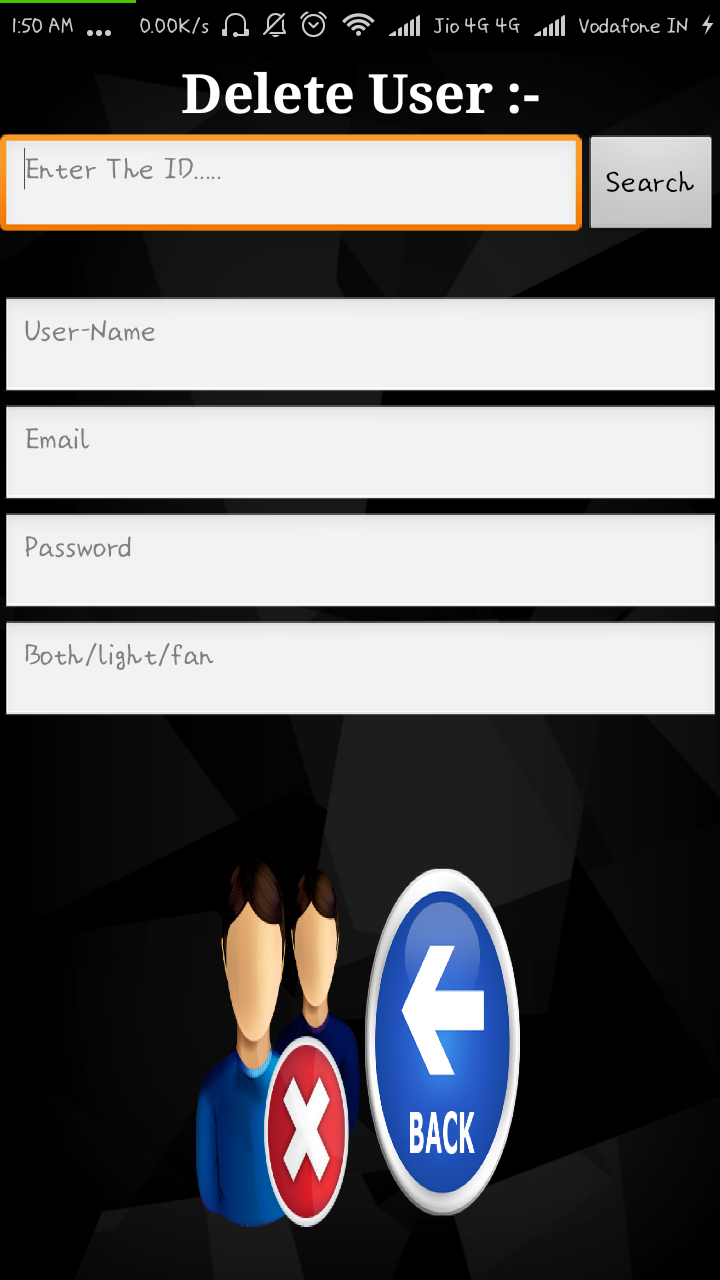 1:50 AM ... 0.00K/s Jio 4G 4G Vodafone IN
Delete User :-
Enter The ID.....
Search
User-Name
Email
Password
Both/light/fan
BACK